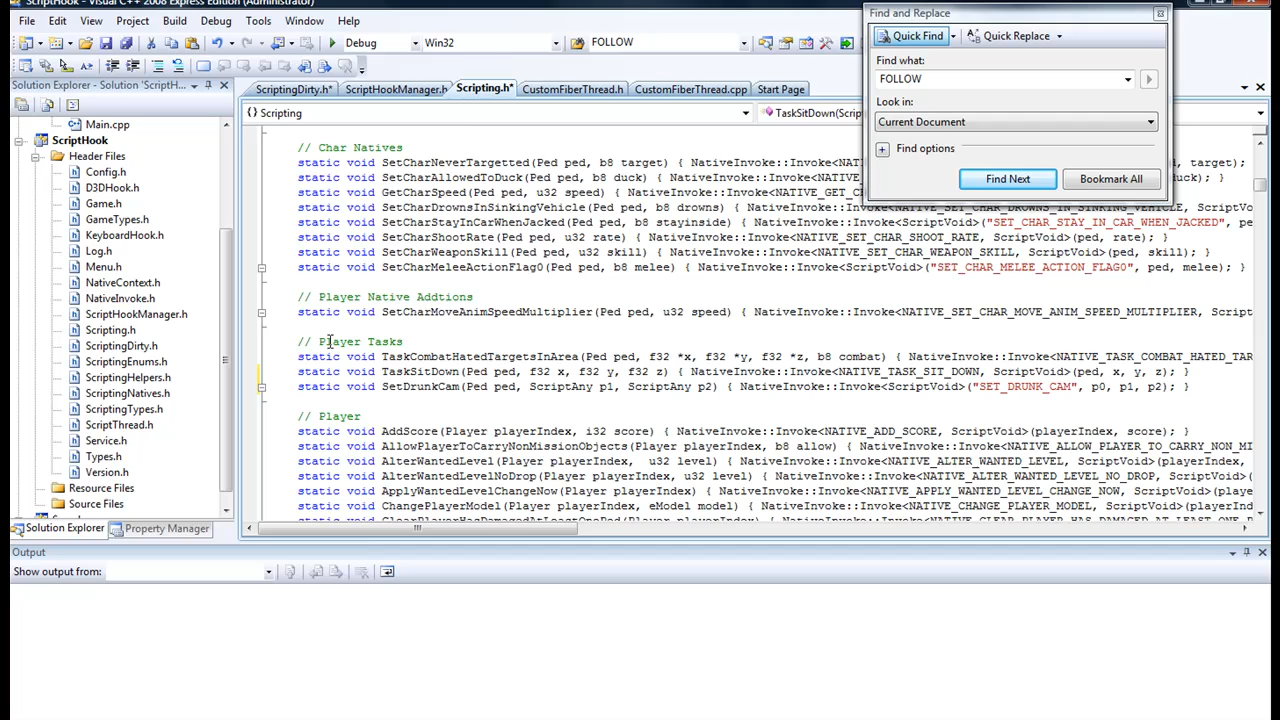 ScriptHook - Visual C++ 2008 Express Edition (Administrator)
File Edit View Project Build Debug Tools Window Help
Debug Win32 FOLLOW
Solution Explorer - Solution 'ScriptH...
ScriptingDirty.h* ScriptHookManager.h Scripting.h* CustomFiberThread.h CustomFiberThread.cpp Start Page
Scripting TaskSitDown(Scrip
Main.cpp
ScriptHook
Header Files
Config.h
D3DHook.h
Game.h
GameTypes.h
KeyboardHook.h
Log.h
Menu.h
NativeContext.h
NativeInvoke.h
ScriptHookManager.h
Scripting.h
ScriptingDirty.h
ScriptingEnums.h
ScriptingHelpers.h
ScriptingNatives.h
ScriptingTypes.h
ScriptThread.h
Service.h
Types.h
Version.h
Resource Files
Source Files
Solution Explorer Property Manager
// Char Natives
static void SetCharNeverTargetted(Ped ped, b8 target) { NativeInvoke::Invoke<NATI target); }
static void SetCharAllowedToDuck(Ped ped, b8 duck) { NativeInvoke::Invoke<NATIVE_ duck); }
static void GetCharSpeed(Ped ped, u32 speed) { NativeInvoke::Invoke<NATIVE_GET_CH
static void SetCharDrownsInSinkingVehicle(Ped ped, b8 drowns) { NativeInvoke::Invoke<NATIVE_SET_CHAR_DROWNS_IN_SINKING_VEHICLE, ScriptVo
static void SetCharStayInCarWhenJacked(Ped ped, b8 stayinside) { NativeInvoke::Invoke<ScriptVoid>("SET_CHAR_STAY_IN_CAR_WHEN_JACKED", pe
static void SetCharShootRate(Ped ped, u32 rate) { NativeInvoke::Invoke<NATIVE_SET_CHAR_SHOOT_RATE, ScriptVoid>(ped, rate); }
static void SetCharWeaponSkill(Ped ped, u32 skill) { NativeInvoke::Invoke<NATIVE_SET_CHAR_WEAPON_SKILL, ScriptVoid>(ped, skill); }
static void SetCharMeleeActionFlag0(Ped ped, b8 melee) { NativeInvoke::Invoke<ScriptVoid>("SET_CHAR_MELEE_ACTION_FLAG0", ped, melee); }
// Player Native Addtions
static void SetCharMoveAnimSpeedMultiplier(Ped ped, u32 speed) { NativeInvoke::Invoke<NATIVE_SET_CHAR_MOVE_ANIM_SPEED_MULTIPLIER, Script
// Player Tasks
static void TaskCombatHatedTargetsInArea(Ped ped, f32 *x, f32 *y, f32 *z, b8 combat) { NativeInvoke::Invoke<NATIVE_TASK_COMBAT_HATED_TAR
static void TaskSitDown(Ped ped, f32 x, f32 y, f32 z) { NativeInvoke::Invoke<NATIVE_TASK_SIT_DOWN, ScriptVoid>(ped, x, y, z); }
static void SetDrunkCam(Ped ped, ScriptAny p1, ScriptAny p2) { NativeInvoke::Invoke<ScriptVoid>("SET_DRUNK_CAM", p0, p1, p2); }
// Player
static void AddScore(Player playerIndex, i32 score) { NativeInvoke::Invoke<NATIVE_ADD_SCORE, ScriptVoid>(playerIndex, score); }
static void AllowPlayerToCarryNonMissionObjects(Player playerIndex, b8 allow) { NativeInvoke::Invoke<NATIVE_ALLOW_PLAYER_TO_CARRY_NON_MI
static void AlterWantedLevel(Player playerIndex, u32 level) { NativeInvoke::Invoke<NATIVE_ALTER_WANTED_LEVEL, ScriptVoid>(playerIndex,
static void AlterWantedLevelNoDrop(Player playerIndex, u32 level) { NativeInvoke::Invoke<NATIVE_ALTER_WANTED_LEVEL_NO_DROP, ScriptVoid>(
static void ApplyWantedLevelChangeNow(Player playerIndex) { NativeInvoke::Invoke<NATIVE_APPLY_WANTED_LEVEL_CHANGE_NOW, ScriptVoid>(playe
static void ChangePlayerModel(Player playerIndex, eModel model) { NativeInvoke::Invoke<NATIVE_CHANGE_PLAYER_MODEL, ScriptVoid>(playerInd
Find and Replace
Quick Find Quick Replace
Find what:
FOLLOW
Look in:
Current Document
Find options
Find Next Bookmark All
Output
Show output from: